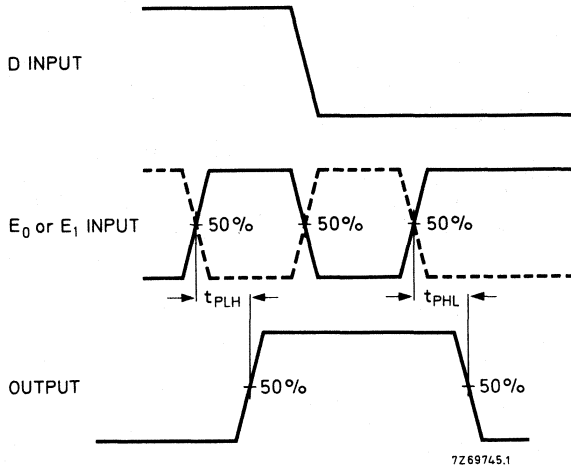 D INPUT
E₀ or E₁ INPUT
50%
50%
50%
tPLH
tPHL
OUTPUT
50%
50%
7Z69745.1